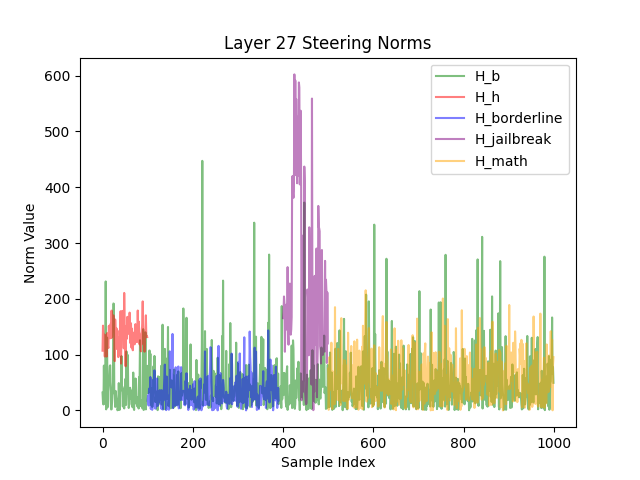 Layer 27 Steering Norms
H_b
H_h
H_borderline
H_jailbreak
H_math
Norm Value
600
500
400
300
200
100
0
0 200 400 600 800 1000
Sample Index